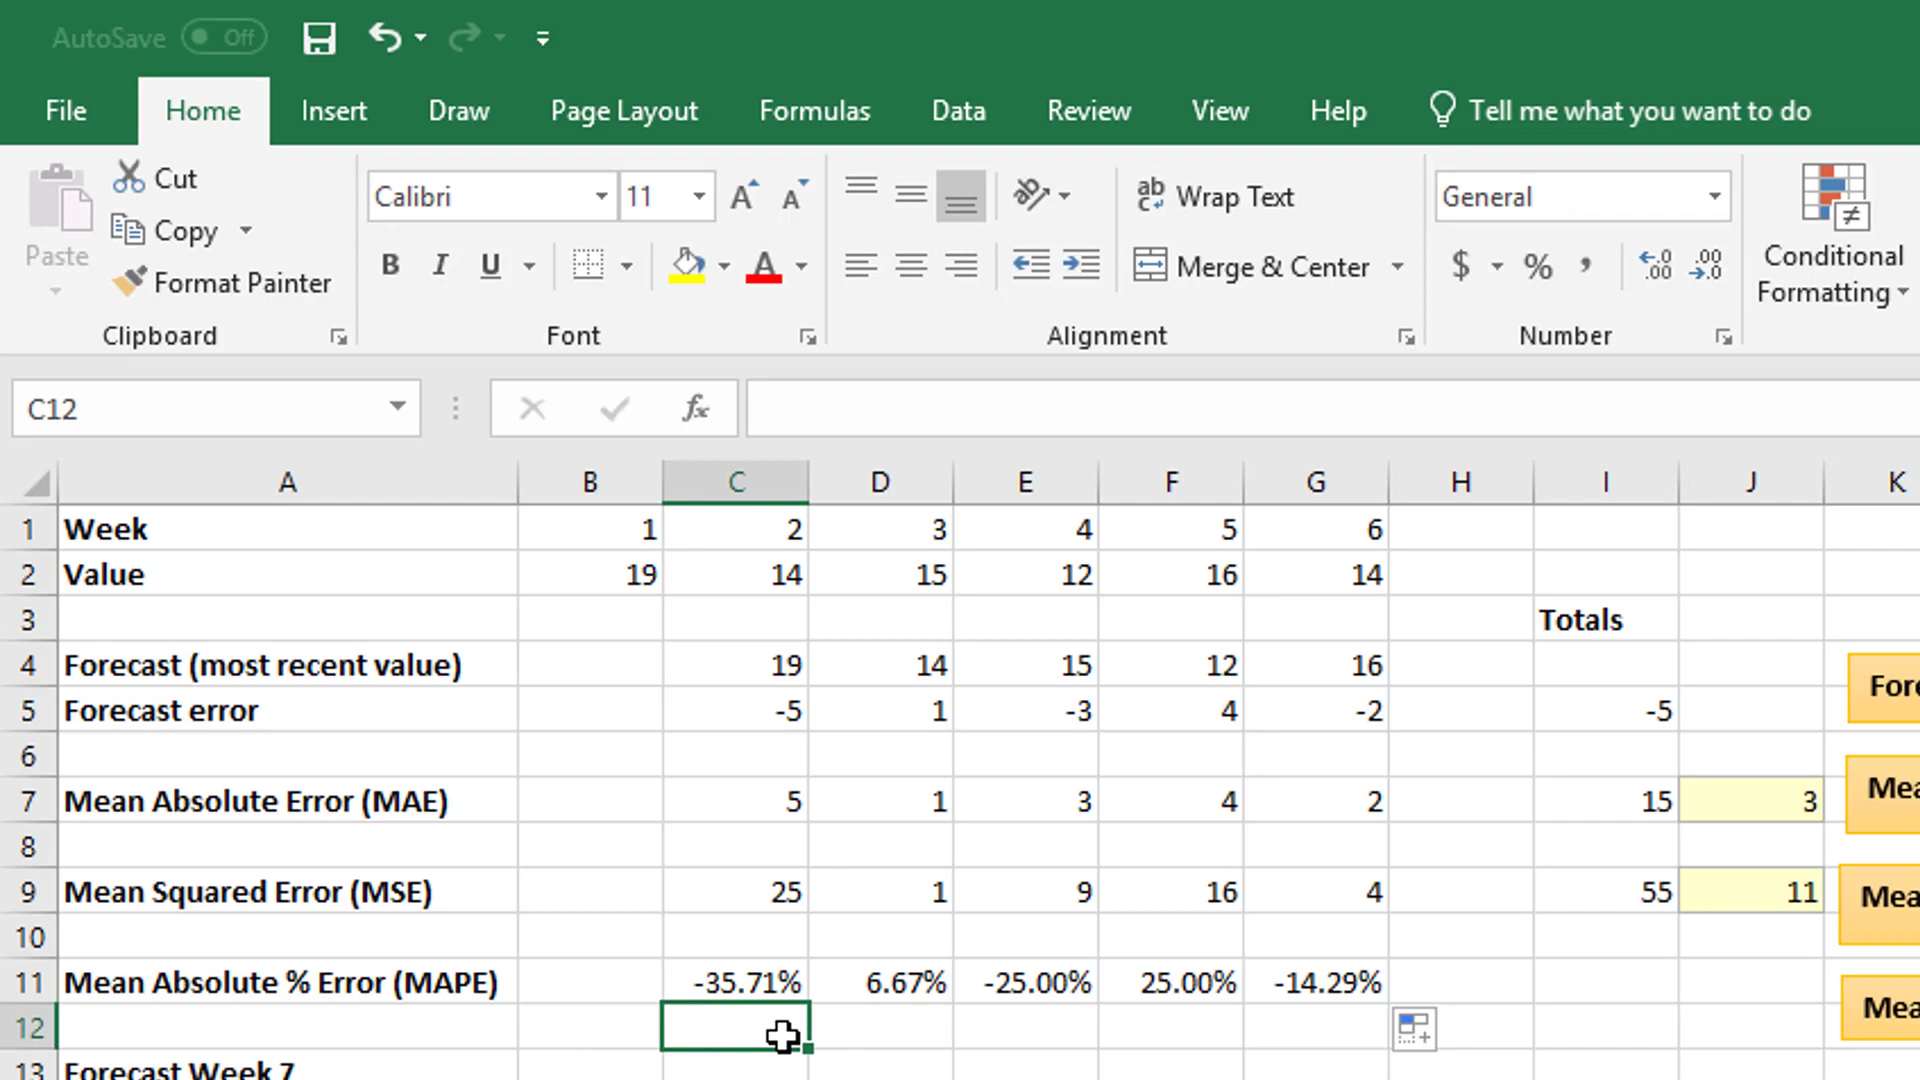 AutoSave Off
File Home Insert Draw Page Layout Formulas Data Review View Help Tell me what you want to do
Paste
Cut
Copy
Format Painter
Clipboard
Calibri 11
B I U
Font
Wrap Text
Merge & Center
Alignment
General
$ % ,
Number
Conditional
Formatting
C12
fx
A B C D E F G H I J K
1 Week 1 2 3 4 5 6
2 Value 19 14 15 12 16 14
3 Totals
4 Forecast (most recent value) 19 14 15 12 16
5 Forecast error -5 1 -3 4 -2 -5
6
7 Mean Absolute Error (MAE) 5 1 3 4 2 15 3
8
9 Mean Squared Error (MSE) 25 1 9 16 4 55 11
10
11 Mean Absolute % Error (MAPE) -35.71% 6.67% -25.00% 25.00% -14.29%
12
13 Forecast Week 7